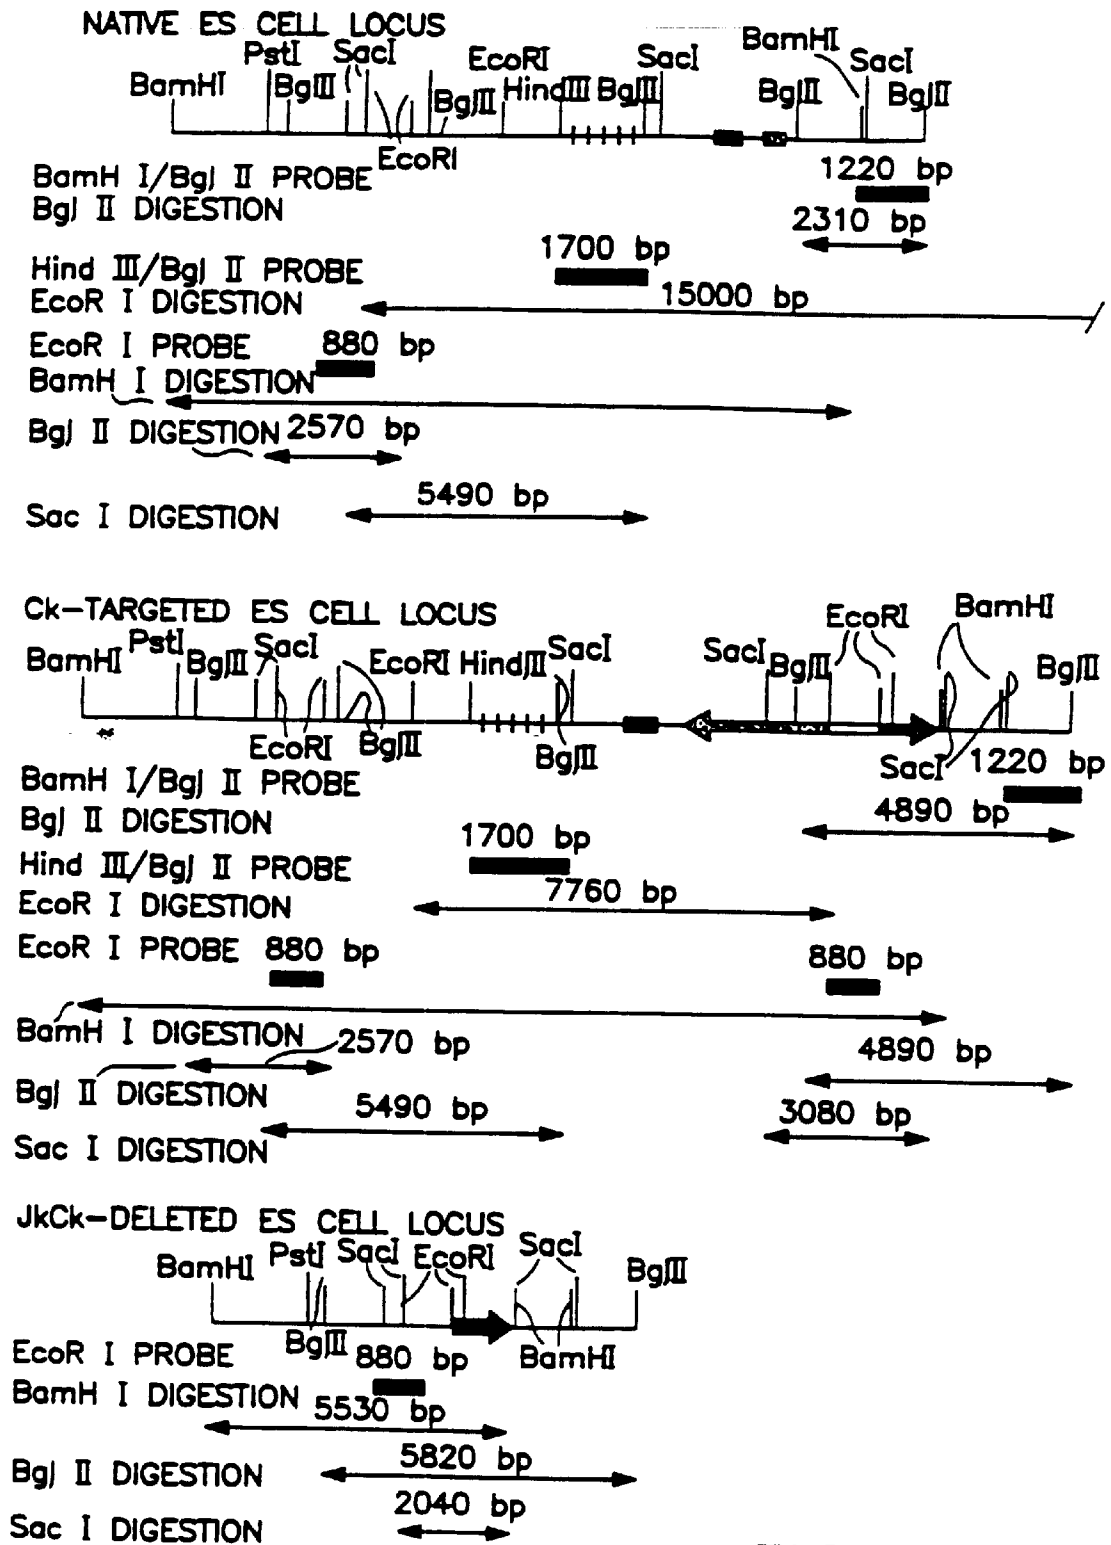 NATIVE ES CELL LOCUS
BamHI PstI BglII SacI EcoRI BglII EcoRI HindIII BglII SacI BglII BamHI SacI BglII
BamH I/Bgl II PROBE 1220 bp
Bgl II DIGESTION 2310 bp
Hind III/Bgl II PROBE 1700 bp
EcoR I DIGESTION 15000 bp
EcoR I PROBE 880 bp
BamH I DIGESTION
Bgl II DIGESTION 2570 bp
Sac I DIGESTION 5490 bp
Ck-TARGETED ES CELL LOCUS
BamHI PstI BglII SacI EcoRI BglII EcoRI HindIII BglII SacI SacI BglII EcoRI BamHI SacI BglII
BamH I/Bgl II PROBE 1220 bp
Bgl II DIGESTION 4890 bp
Hind III/Bgl II PROBE 1700 bp
EcoR I DIGESTION 7760 bp
EcoR I PROBE 880 bp 880 bp
BamH I DIGESTION
Bgl II DIGESTION 2570 bp 4890 bp
Sac I DIGESTION 5490 bp 3080 bp
JkCk-DELETED ES CELL LOCUS
BamHI PstI BglII SacI EcoRI SacI BamHI BglII
EcoR I PROBE 880 bp
BamH I DIGESTION 5530 bp
Bgl II DIGESTION 5820 bp
Sac I DIGESTION 2040 bp